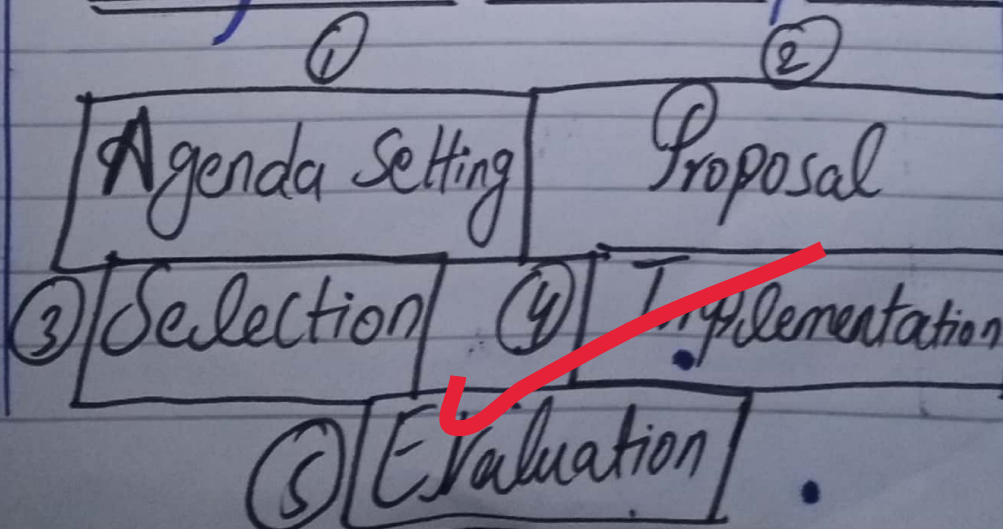 ① ②
Agenda Setting Proposal
③ Selection ④ Implementation
⑤ Evaluation